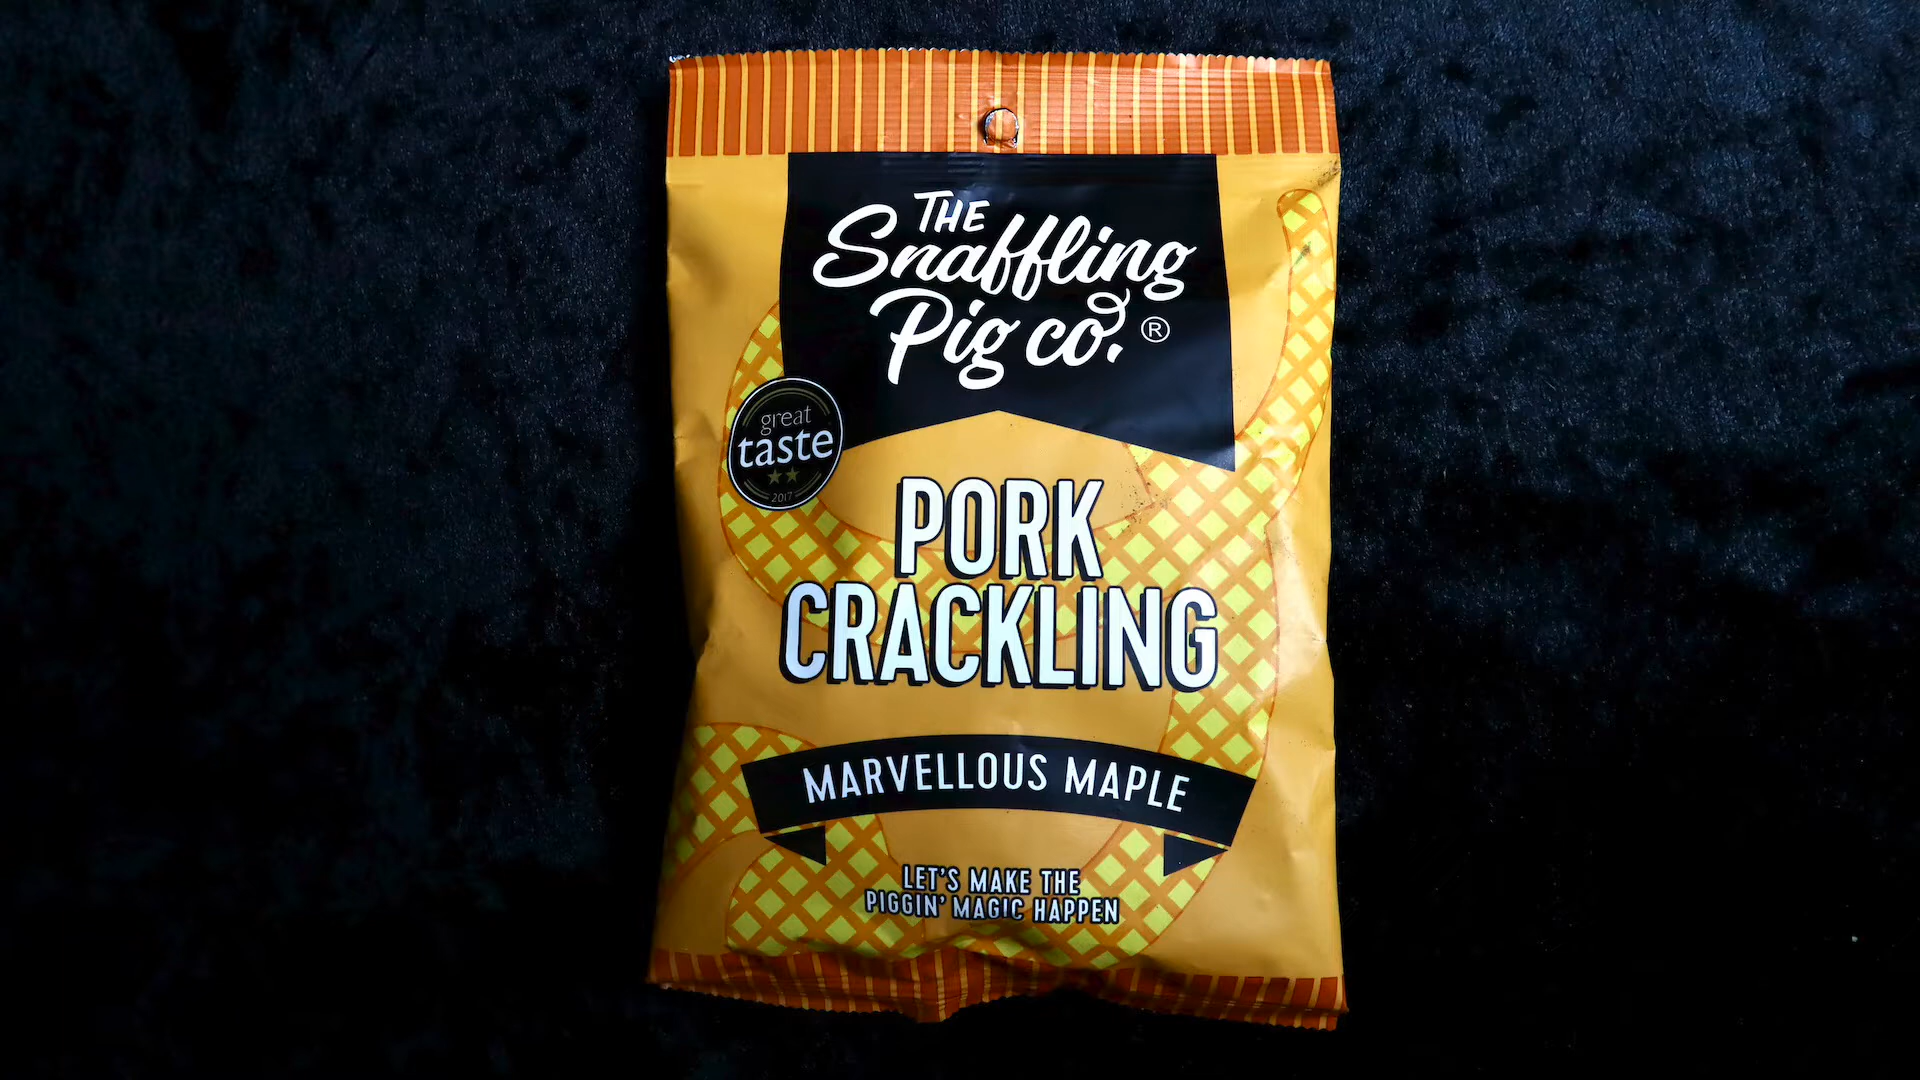 THE
Snaffling
Pig co.®
great
taste
2017
PORK
CRACKLING
MARVELLOUS MAPLE
LET'S MAKE THE
PIGGIN' MAGIC HAPPEN